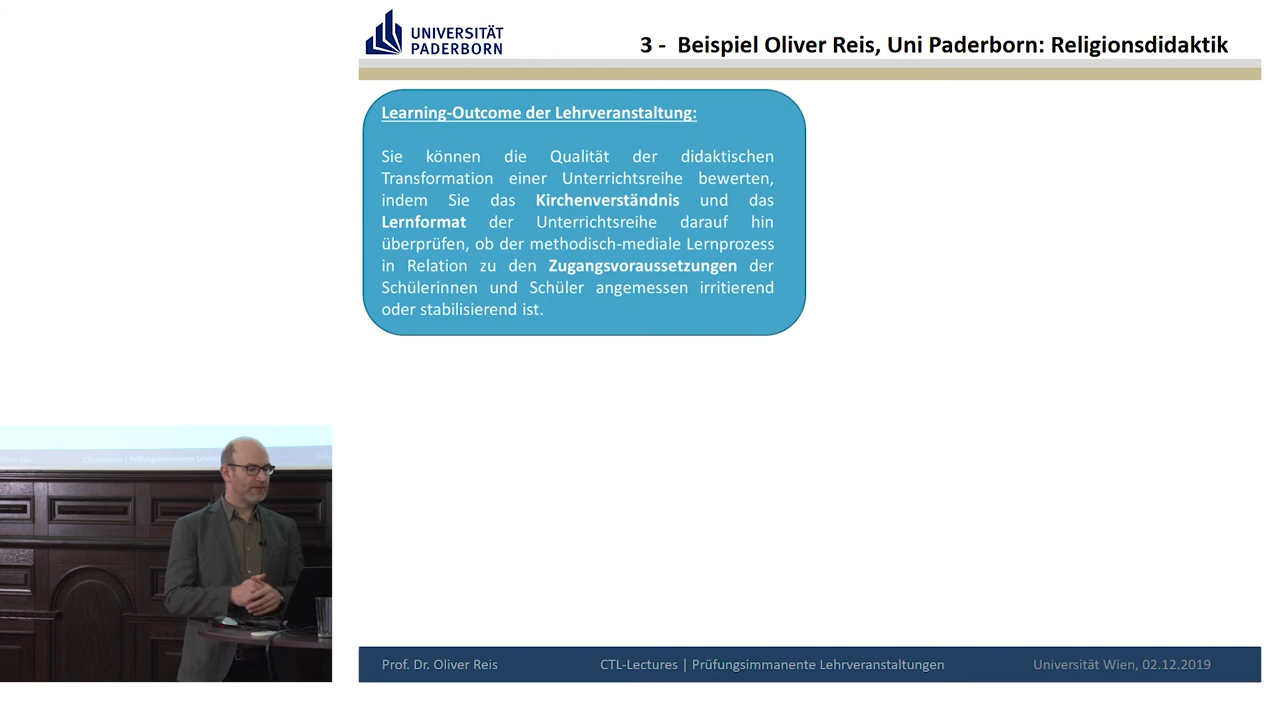 UNIVERSITÄT
PADERBORN
3 - Beispiel Oliver Reis, Uni Paderborn: Religionsdidaktik
Learning-Outcome der Lehrveranstaltung:
Sie können die Qualität der didaktischen
Transformation einer Unterrichtsreihe bewerten,
indem Sie das Kirchenverständnis und das
Lernformat der Unterrichtsreihe darauf hin
überprüfen, ob der methodisch-mediale Lernprozess
in Relation zu den Zugangsvoraussetzungen der
Schülerinnen und Schüler angemessen irritierend
oder stabilisierend ist.
Prof. Dr. Oliver Reis
CTL-Lectures | Prüfungsimmanente Lehrveranstaltungen
Universität Wien, 02.12.2019